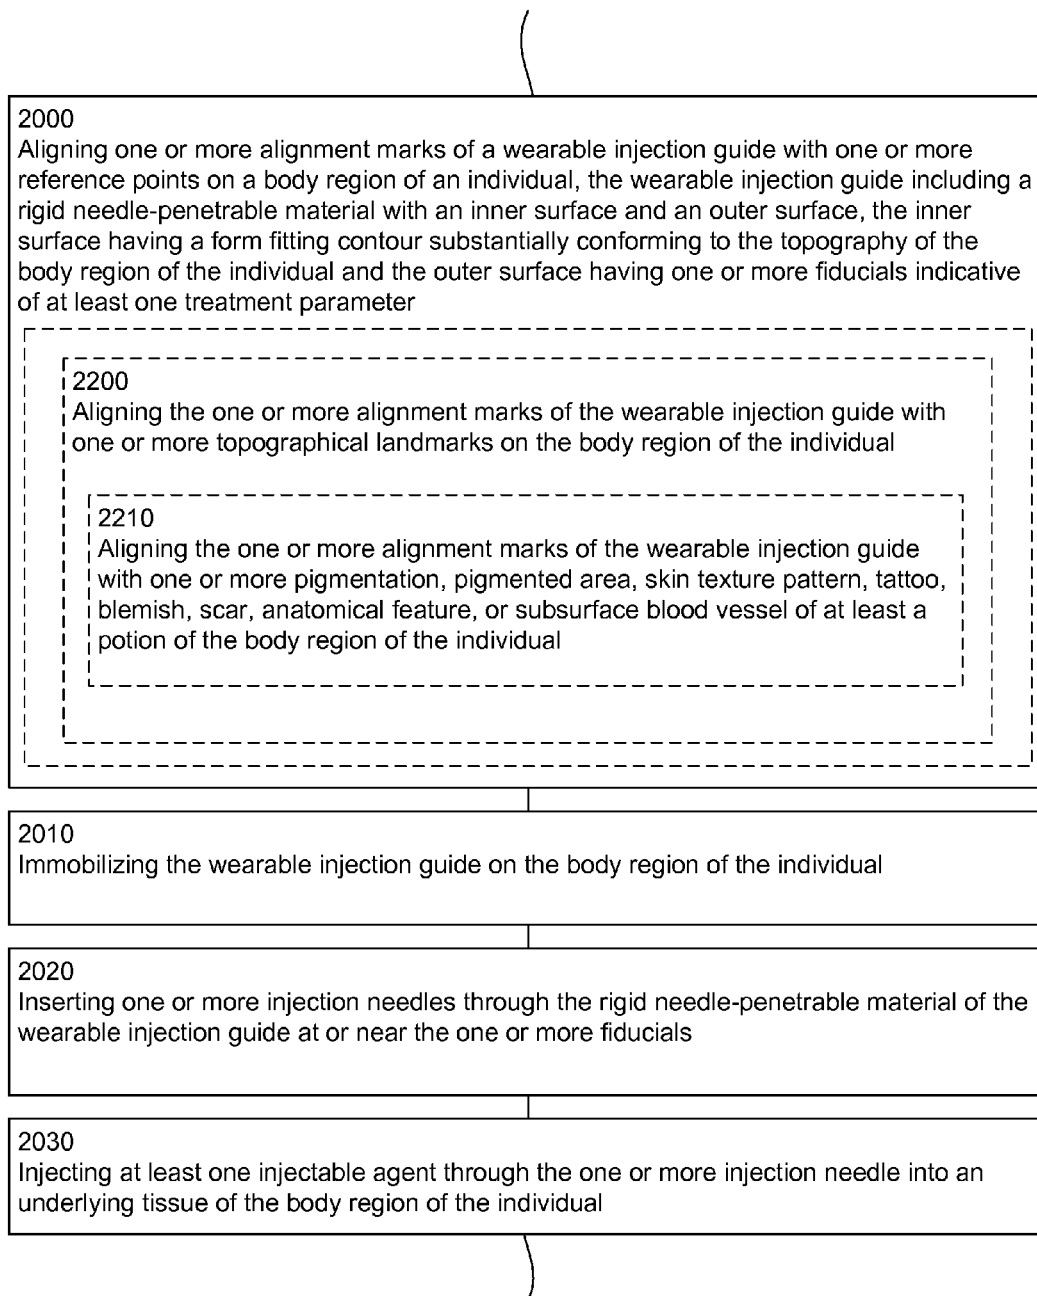 2000
Aligning one or more alignment marks of a wearable injection guide with one or more
reference points on a body region of an individual, the wearable injection guide including a
rigid needle-penetrable material with an inner surface and an outer surface, the inner
surface having a form fitting contour substantially conforming to the topography of the
body region of the individual and the outer surface having one or more fiducials indicative
of at least one treatment parameter
2200
Aligning the one or more alignment marks of the wearable injection guide with
one or more topographical landmarks on the body region of the individual
2210
Aligning the one or more alignment marks of the wearable injection guide
with one or more pigmentation, pigmented area, skin texture pattern, tattoo,
blemish, scar, anatomical feature, or subsurface blood vessel of at least a
potion of the body region of the individual
2010
Immobilizing the wearable injection guide on the body region of the individual
2020
Inserting one or more injection needles through the rigid needle-penetrable material of the
wearable injection guide at or near the one or more fiducials
2030
Injecting at least one injectable agent through the one or more injection needle into an
underlying tissue of the body region of the individual